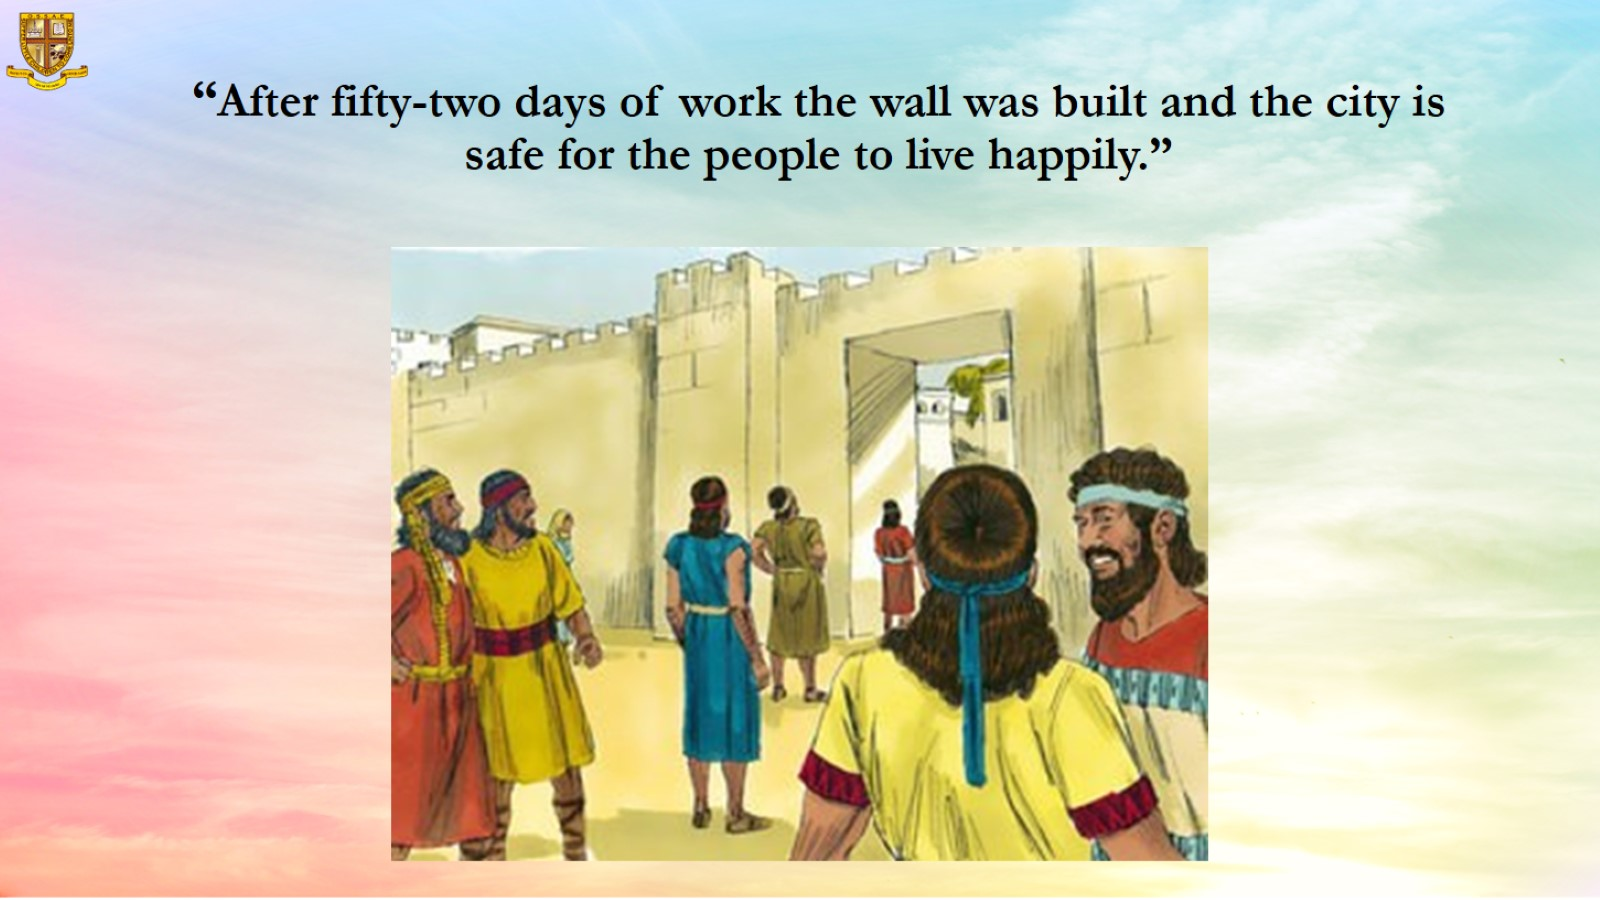 “After fifty-two days of work the wall was built and the city is
safe for the people to live happily.”